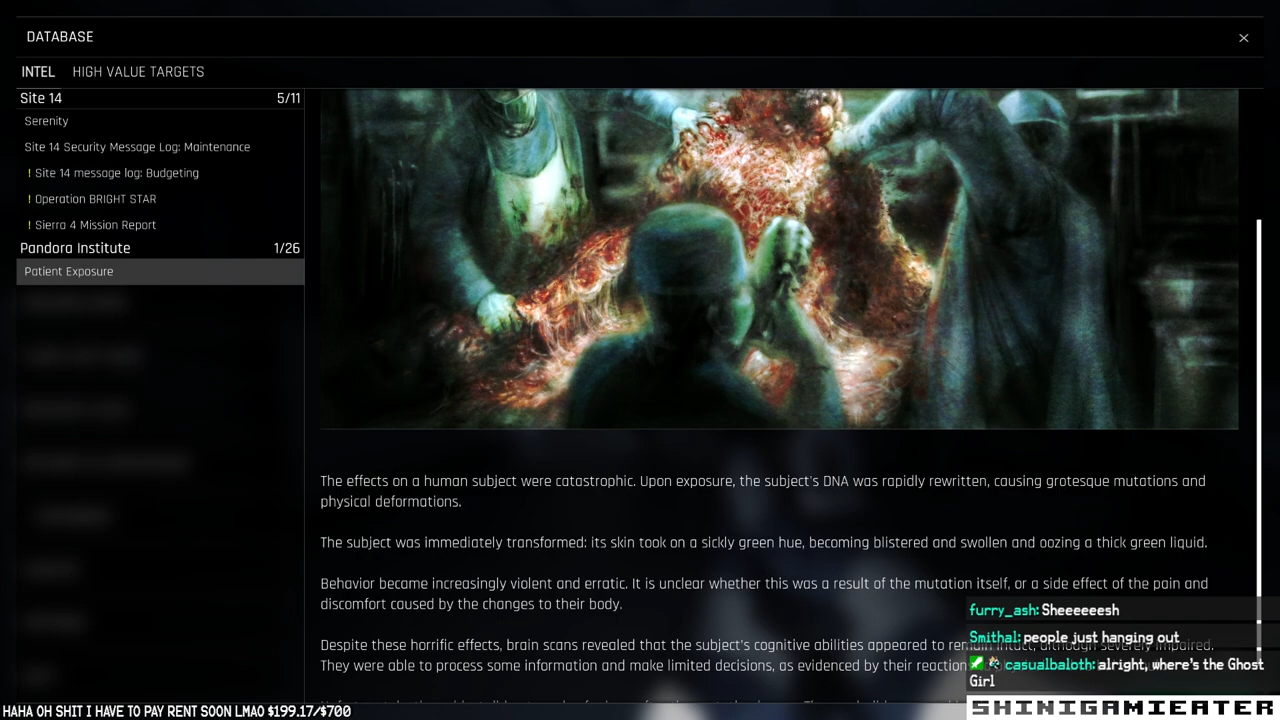 DATABASE
INTEL HIGH VALUE TARGETS
Site 14 5/11
Serenity
Site 14 Security Message Log: Maintenance
! Site 14 message log: Budgeting
! Operation BRIGHT STAR
! Sierra 4 Mission Report
Pandora Institute 1/26
Patient Exposure
The effects on a human subject were catastrophic. Upon exposure, the subject's DNA was rapidly rewritten, causing grotesque mutations and
physical deformations.
The subject was immediately transformed: its skin took on a sickly green hue, becoming blistered and swollen and oozing a thick green liquid.
Behavior became increasingly violent and erratic. It is unclear whether this was a result of the mutation itself, or a side effect of the pain and
discomfort caused by the changes to their body.
Despite these horrific effects, brain scans revealed that the subject's cognitive abilities appeared to remain intact, although severely impaired.
They were able to process some information and make limited decisions, as evidenced by their reaction
furry_ash: Sheeeeeesh
Smithal: people just hanging out
casualbaloth: alright, where's the Ghost
Girl
HAHA OH SHIT I HAVE TO PAY RENT SOON LMAO $199.17/$700
SHINIGAMIEATER